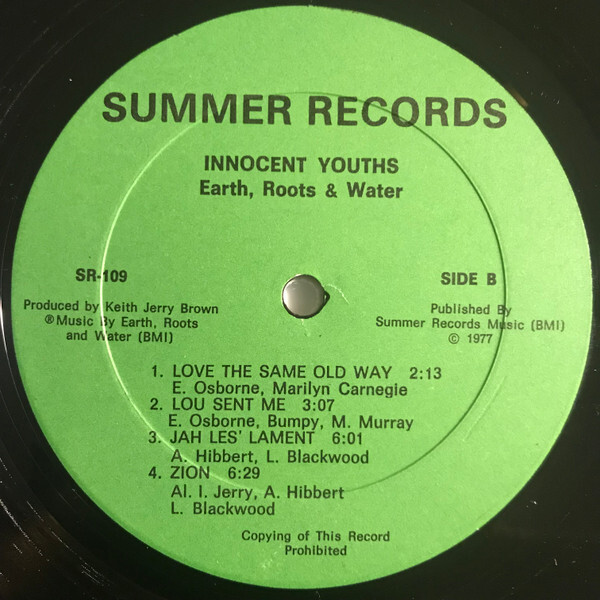 SUMMER RECORDS
INNOCENT YOUTHS
Earth, Roots & Water
SR-109
SIDE B
Produced by Keith Jerry Brown
®Music By Earth, Roots
and Water (BMI)
Published By
Summer Records Music (BMI)
© 1977
1. LOVE THE SAME OLD WAY 2:13
E. Osborne, Marilyn Carnegie
2. LOU SENT ME 3:07
E. Osborne, Bumpy, M. Murray
3. JAH LES' LAMENT 6:01
A. Hibbert, L. Blackwood
4. ZION 6:29
Al. I. Jerry, A. Hibbert
L. Blackwood
Copying of This Record
Prohibited